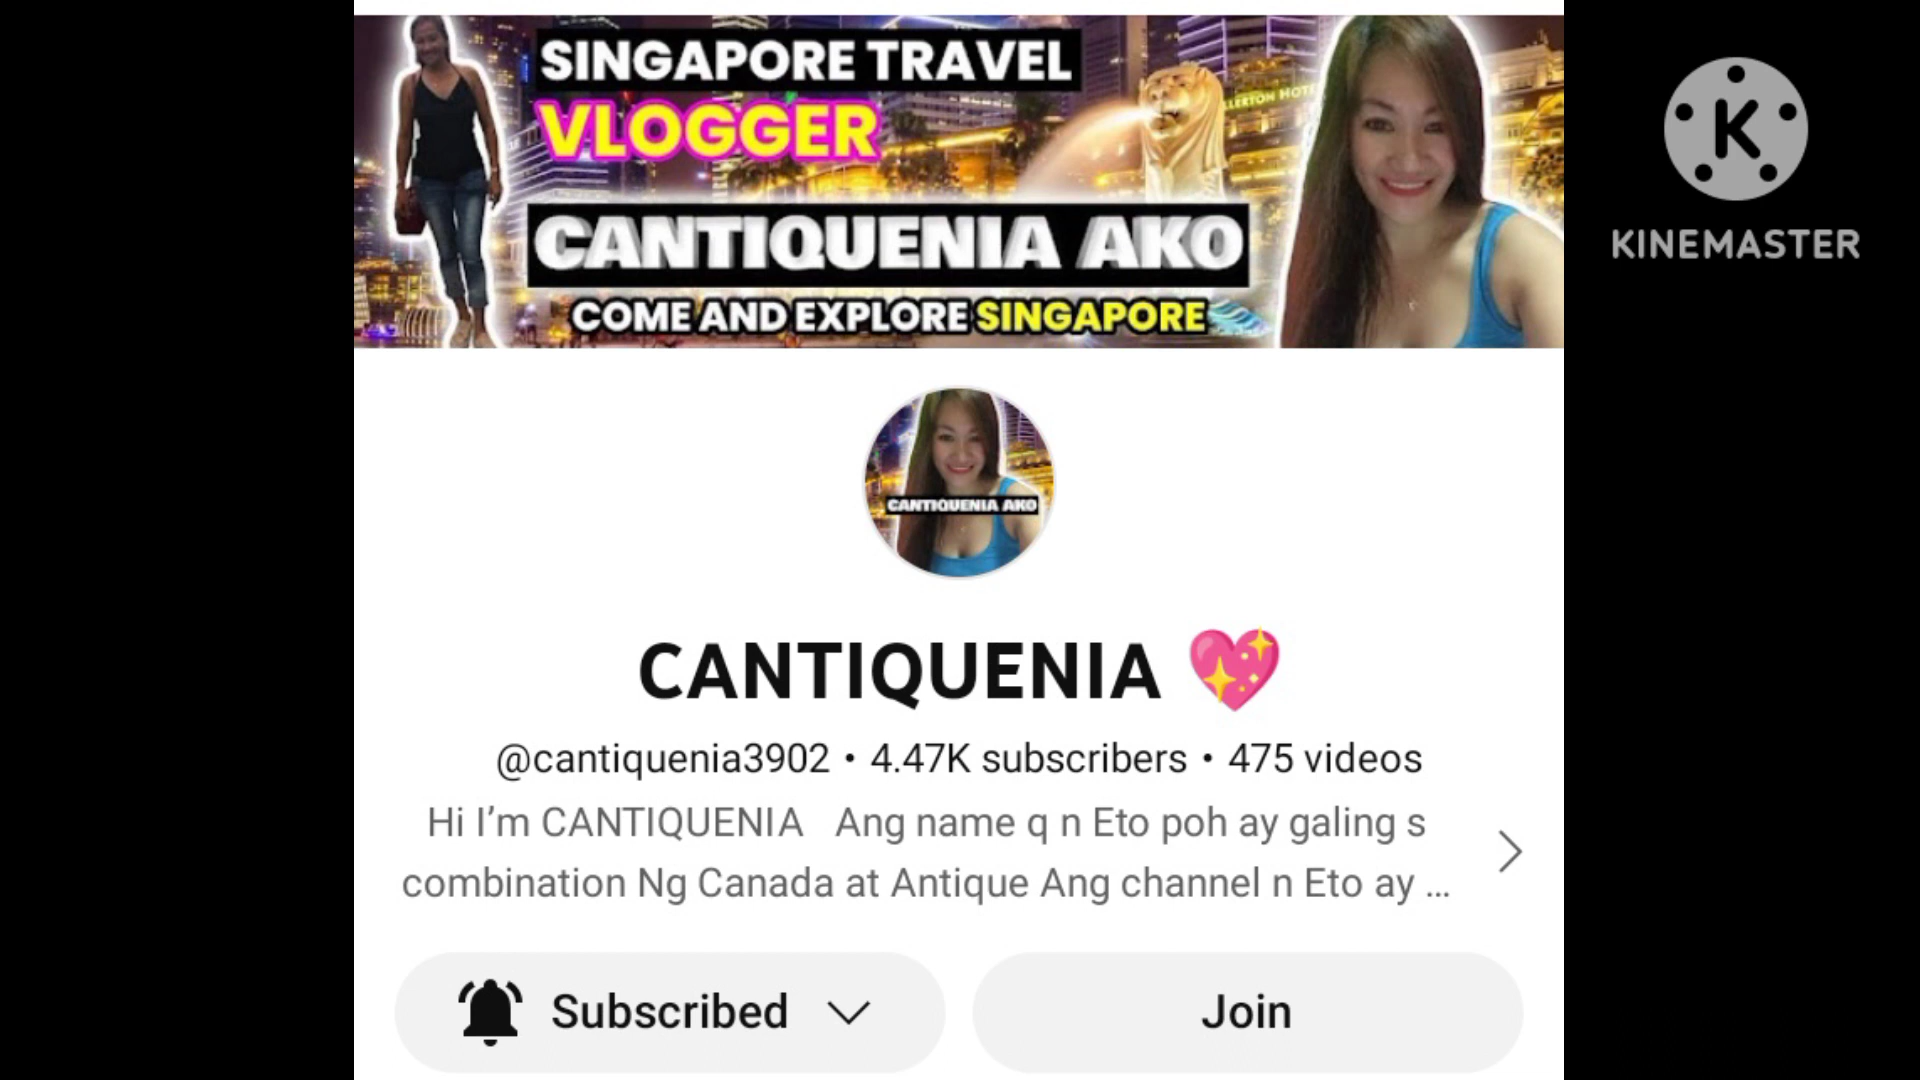 SINGAPORE TRAVEL
VLOGGER
LLERTON HOTE
CANTIQUENIA AKO
COME AND EXPLORE SINGAPORE
KINEMASTER
CANTIQUENIA AKO
CANTIQUENIA 💖
@cantiquenia3902 • 4.47K subscribers • 475 videos
Hi I’m CANTIQUENIA Ang name q n Eto poh ay galing s
combination Ng Canada at Antique Ang channel n Eto ay ...
Subscribed
Join